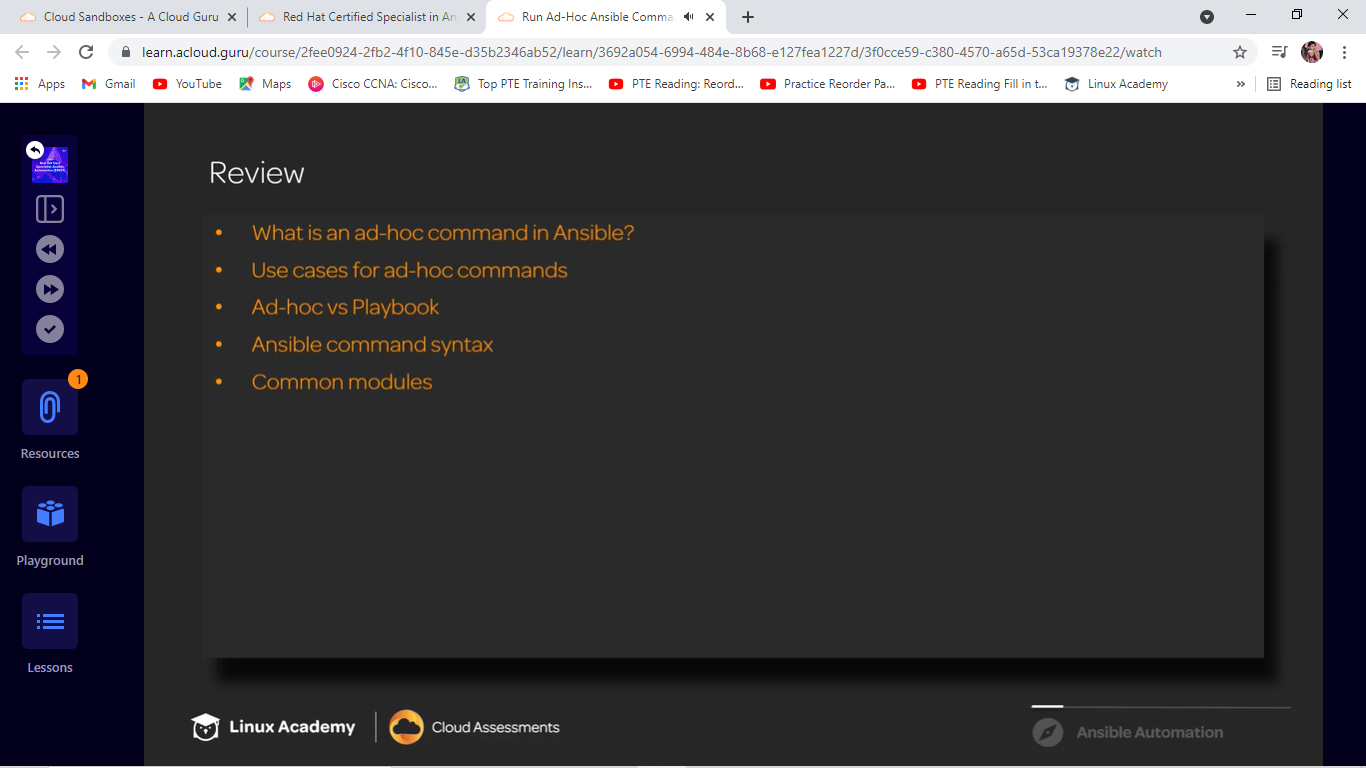 Cloud Sandboxes - A Cloud Guru
Red Hat Certified Specialist in An
Run Ad-Hoc Ansible Comma
learn.acloud.guru/course/2fee0924-2fb2-4f10-845e-d35b2346ab52/learn/3692a054-6994-484e-8b68-e127fea1227d/3f0cce59-c380-4570-a65d-53ca19378e22/watch
Apps
Gmail
YouTube
Maps
Cisco CCNA: Cisco...
Top PTE Training Ins...
PTE Reading: Reord...
Practice Reorder Pa...
PTE Reading Fill in t...
Linux Academy
»
Reading list
Review
• What is an ad-hoc command in Ansible?
• Use cases for ad-hoc commands
• Ad-hoc vs Playbook
• Ansible command syntax
• Common modules
1
Resources
Playground
Lessons
Linux Academy
Cloud Assessments
Ansible Automation